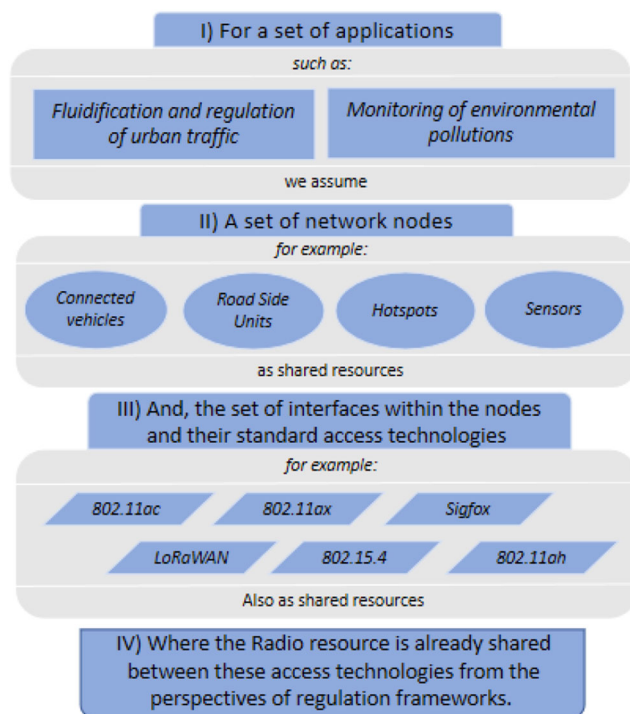 I) For a set of applications
such as:
Fluidification and regulation
of urban traffic
Monitoring of environmental
pollutions
we assume
II) A set of network nodes
for example:
Connected
vehicles
Road Side
Units
Hotspots
Sensors
as shared resources
III) And, the set of interfaces within the nodes
and their standard access technologies
for example:
802.11ac
802.11ax
Sigfox
LoRaWAN
802.15.4
802.11ah
Also as shared resources
IV) Where the Radio resource is already shared
between these access technologies from the
perspectives of regulation frameworks.